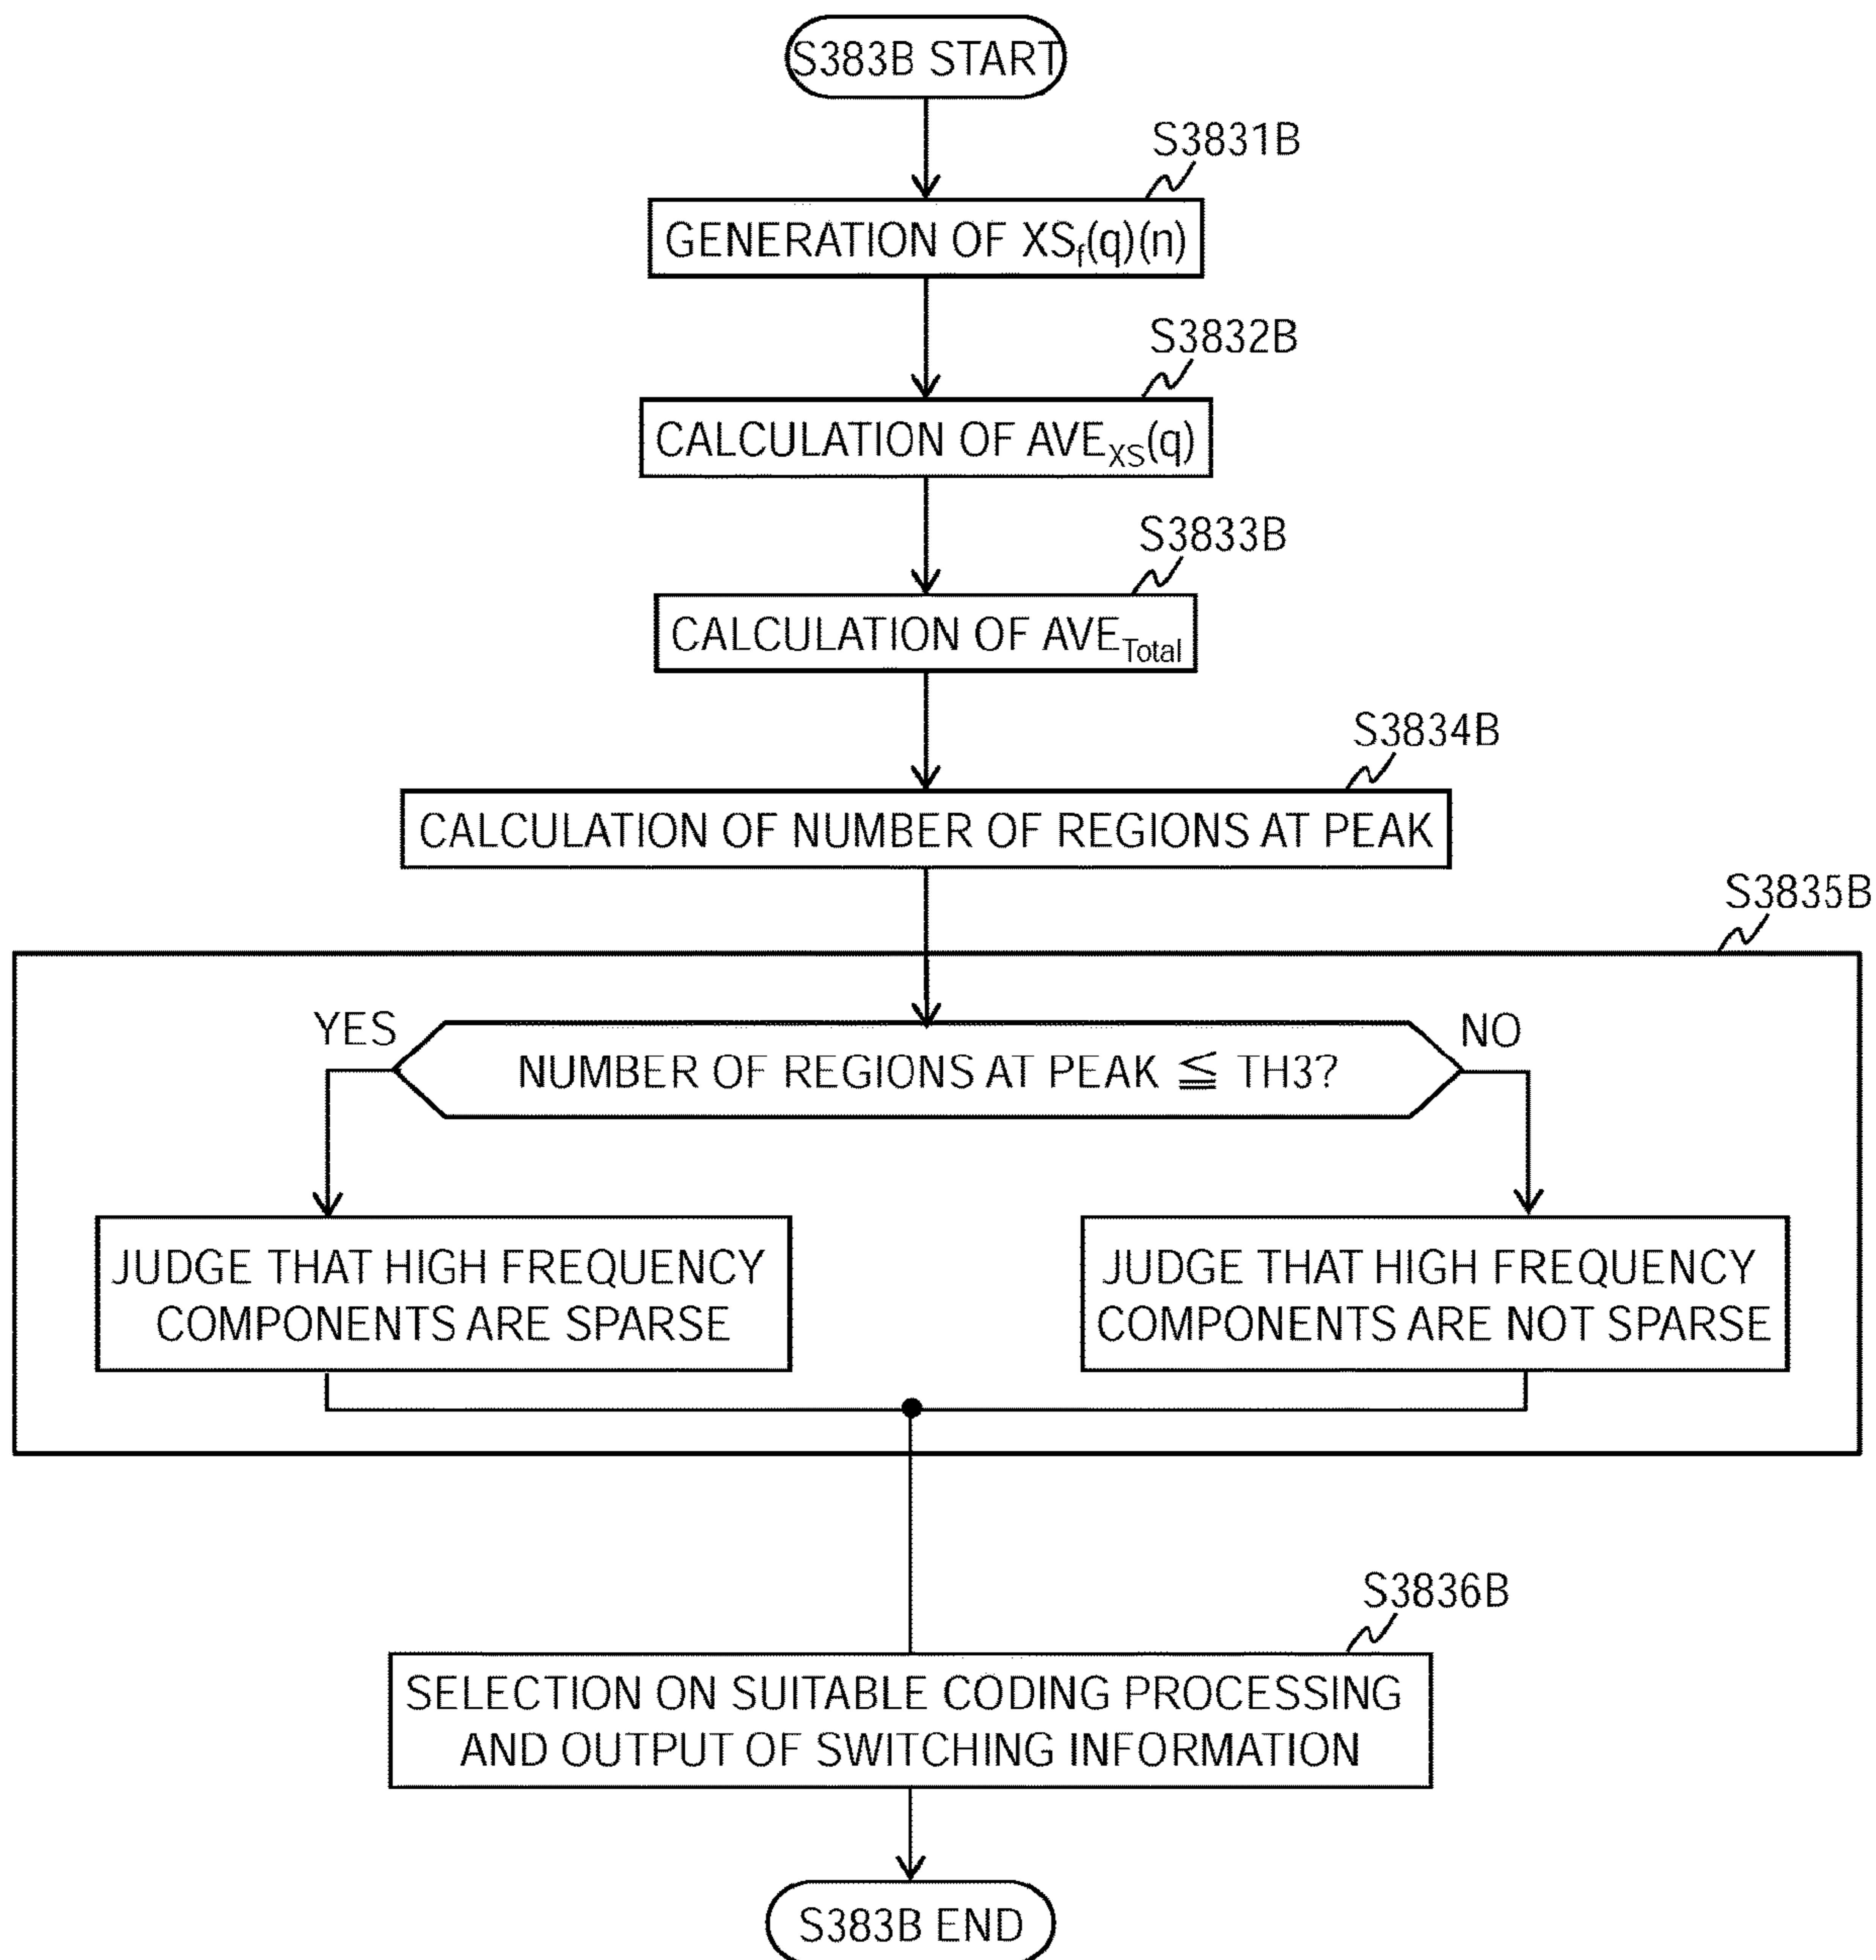 S383B START
S3831B
GENERATION OF XSf(q)(n)
S3832B
CALCULATION OF AVEXS(q)
S3833B
CALCULATION OF AVETotal
S3834B
CALCULATION OF NUMBER OF REGIONS AT PEAK
S3835B
YES
NO
NUMBER OF REGIONS AT PEAK ≦ TH3?
JUDGE THAT HIGH FREQUENCY
COMPONENTS ARE SPARSE
JUDGE THAT HIGH FREQUENCY
COMPONENTS ARE NOT SPARSE
S3836B
SELECTION ON SUITABLE CODING PROCESSING
AND OUTPUT OF SWITCHING INFORMATION
S383B END